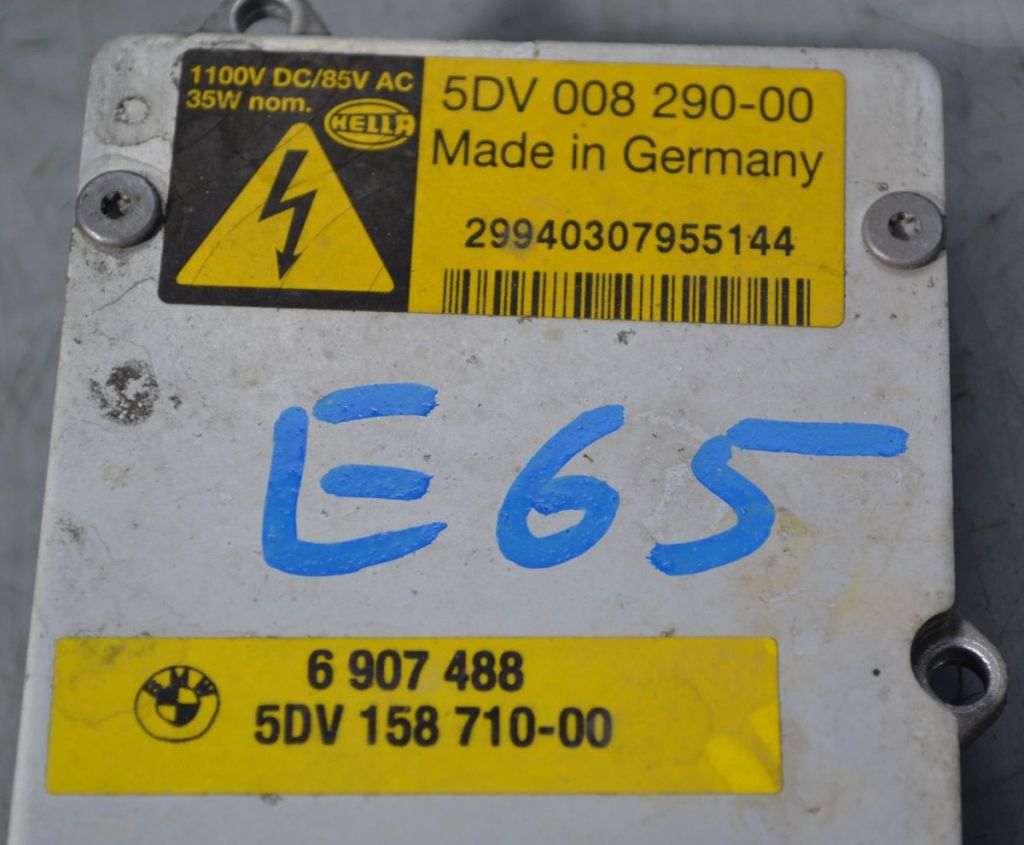 1100V DC/85V AC
35W nom.
HELLA
5DV 008 290-00
Made in Germany
29940307955144
E65
BMW
6 907 488
5DV 158 710-00